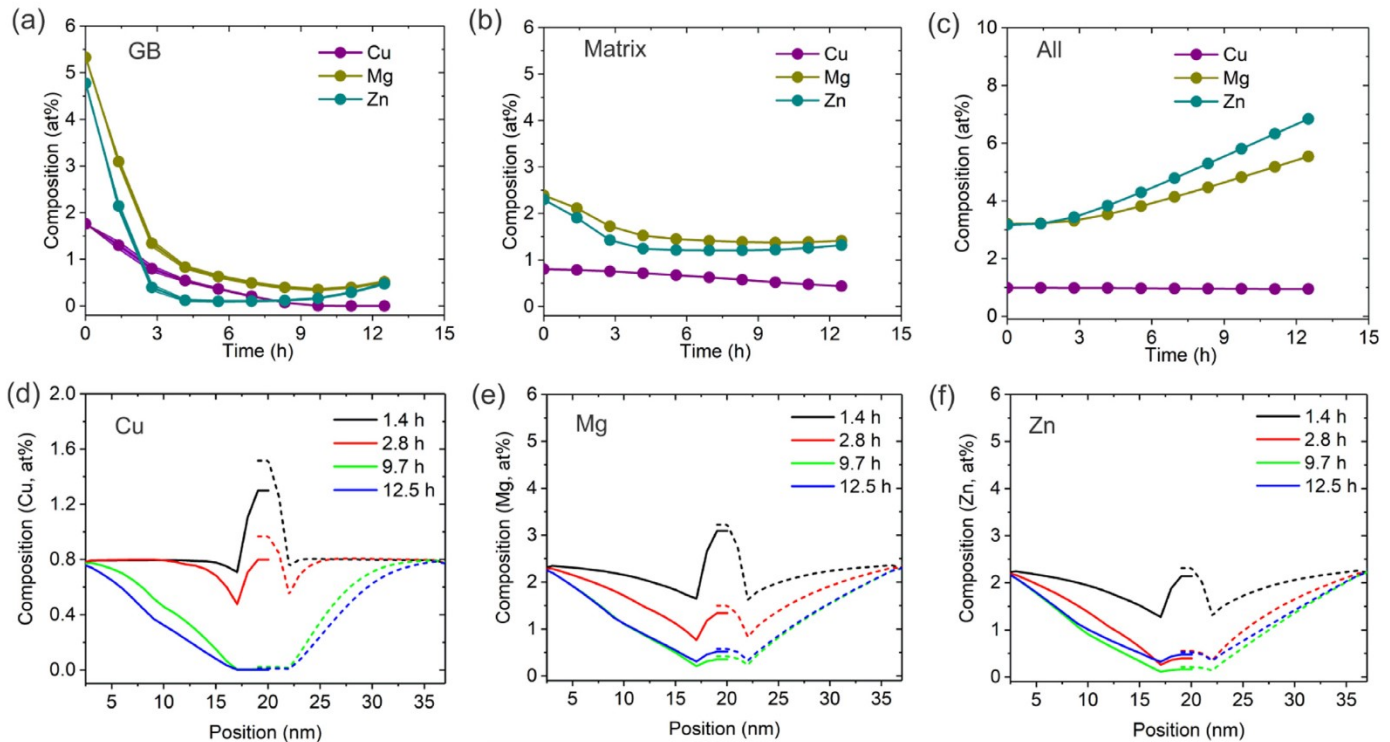 (a)
GB
Cu
Mg
Zn
Composition (at%)
6
5
4
3
2
1
0
0 3 6 9 12 15
Time (h)
(b)
Matrix
Cu
Mg
Zn
Composition (at%)
6
5
4
3
2
1
0
0 3 6 9 12 15
Time (h)
(c)
All
Cu
Mg
Zn
Composition (at%)
10
8
6
4
2
0
0 3 6 9 12 15
Time (h)
(d)
Cu
1.4 h
2.8 h
9.7 h
12.5 h
Composition (Cu, at%)
2.0
1.6
1.2
0.8
0.4
0.0
5 10 15 20 25 30 35
Position (nm)
(e)
Mg
1.4 h
2.8 h
9.7 h
12.5 h
Composition (Mg, at%)
6
5
4
3
2
1
0
5 10 15 20 25 30 35
Position (nm)
(f)
Zn
1.4 h
2.8 h
9.7 h
12.5 h
Composition (Zn, at%)
6
5
4
3
2
1
0
5 10 15 20 25 30 35
Position (nm)